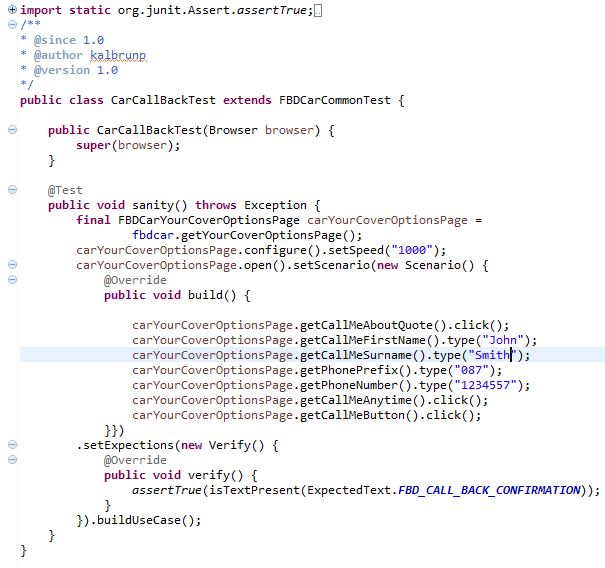 import static org.junit.Assert.assertTrue;
/**
* @since 1.0
* @author kalbrunp
* @version 1.0
*/
public class CarCallBackTest extends FBDCarCommonTest {
public CarCallBackTest(Browser browser) {
super(browser);
}
@Test
public void sanity() throws Exception {
final FBDCarYourCoverOptionsPage carYourCoverOptionsPage =
fbdcar.getYourCoverOptionsPage();
carYourCoverOptionsPage.configure().setSpeed("1000");
carYourCoverOptionsPage.open().setScenario(new Scenario() {
@Override
public void build() {
carYourCoverOptionsPage.getCallMeAboutQuote().click();
carYourCoverOptionsPage.getCallMeFirstName().type("John");
carYourCoverOptionsPage.getCallMeSurname().type("Smith");
carYourCoverOptionsPage.getPhonePrefix().type("087");
carYourCoverOptionsPage.getPhoneNumber().type("1234557");
carYourCoverOptionsPage.getCallMeAnytime().click();
carYourCoverOptionsPage.getCallMeButton().click();
}})
.setExpections(new Verify() {
@Override
public void verify() {
assertTrue(isTextPresent(ExpectedText.FBD_CALL_BACK_CONFIRMATION));
}
}).buildUseCase();
}
}